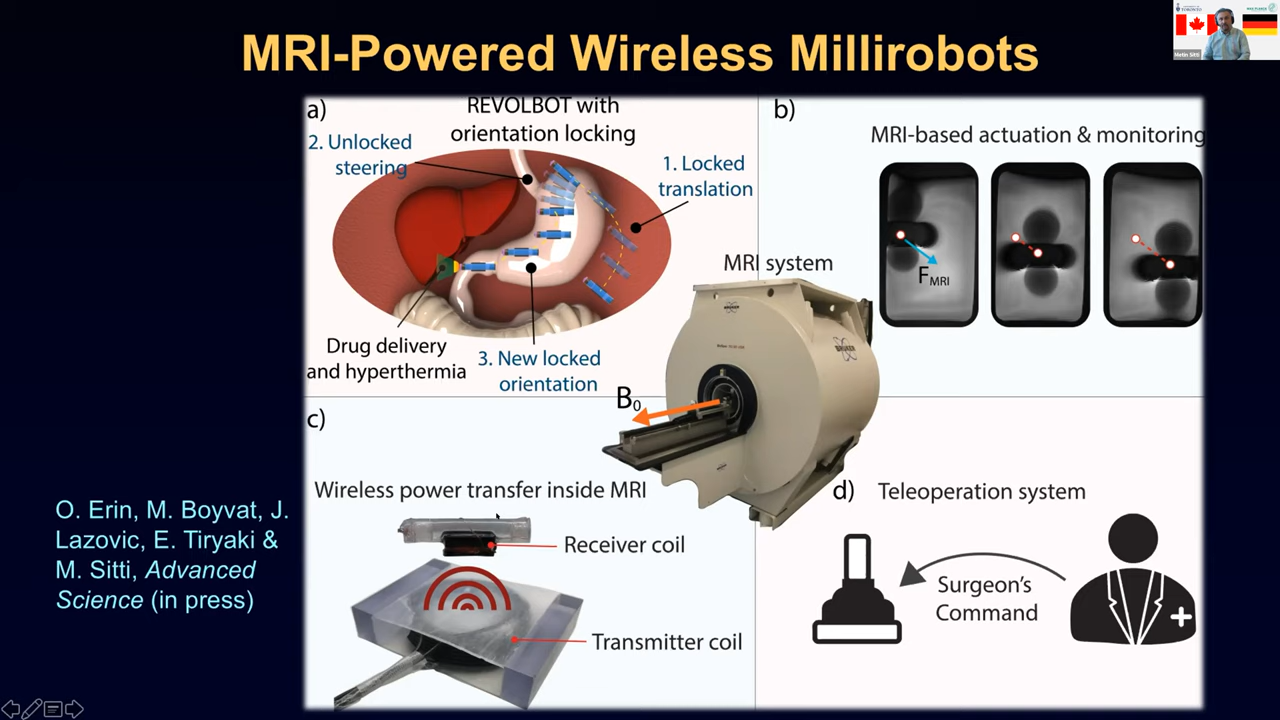 MRI-Powered Wireless Millirobots
Metin Sitti
a)
REVOLBOT with
orientation locking
2. Unlocked
steering
1. Locked
translation
Drug delivery
and hyperthermia
3. New locked
orientation
b)
MRI-based actuation & monitoring
FMRI
MRI system
BRUKER
B0
c)
Wireless power transfer inside MRI
Receiver coil
Transmitter coil
d)
Teleoperation system
Surgeon's
Command
O. Erin, M. Boyvat, J.
Lazovic, E. Tiryaki &
M. Sitti, Advanced
Science (in press)